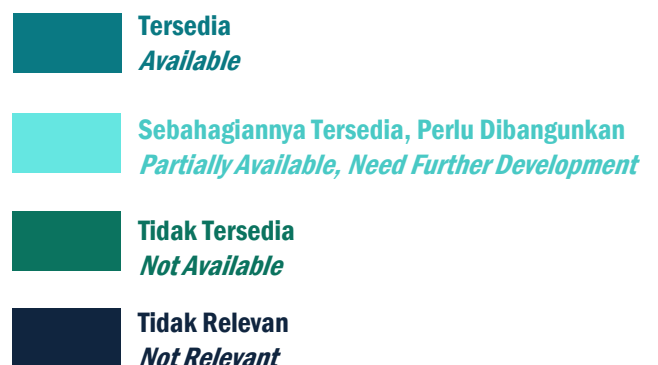 Tersedia
Available
Sebahagiannya Tersedia, Perlu Dibangunkan
Partially Available, Need Further Development
Tidak Tersedia
Not Available
Tidak Relevan
Not Relevant